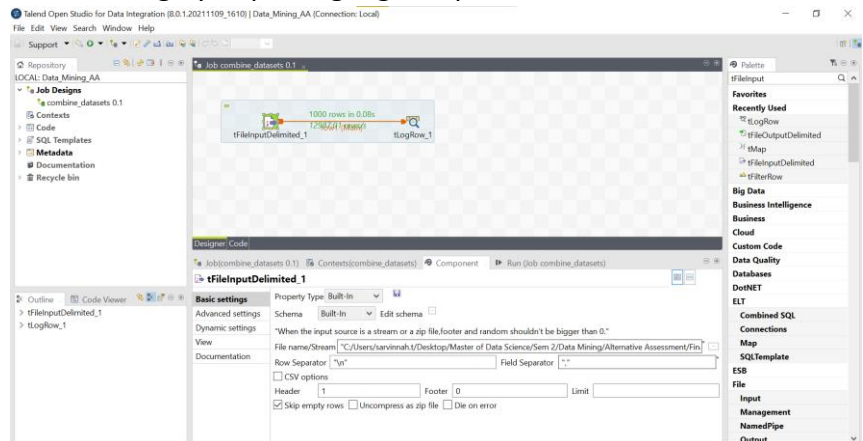 Talend Open Studio for Data Integration (8.0.1.20211109_1610) | Data_Mining_AA (Connection: Local)
File Edit View Search Window Help
Support
Repository
LOCAL: Data_Mining_AA
Job Designs
combine_datasets 0.1
Contexts
Code
SQL Templates
Metadata
Documentation
Recycle bin
Job combine_datasets 0.1
1000 rows in 0.08s
row1 (Main)
tFileInputDelimited_1
tLogRow_1
Designer Code
Job(combine_datasets 0.1) Contexts(combine_datasets) Component Run (Job combine_datasets)
tFileInputDelimited_1
Basic settings
Advanced settings
Dynamic settings
View
Documentation
Property Type Built-In
Schema Built-In Edit schema
"When the input source is a stream or a zip file,footer and random shouldn't be bigger than 0."
File name/Stream "C:/Users/sarvinnah.t/Desktop/Master of Data Science/Sem 2/Data Mining/Alternative Assessment/Fin
Row Separator "\n" Field Separator ","
CSV options
Header 1 Footer 0 Limit
Skip empty rows Uncompress as zip file Die on error
Outline Code Viewer
tFileInputDelimited_1
tLogRow_1
Palette
tFileInput
Favorites
Recently Used
tLogRow
tFileOutputDelimited
tMap
tFileInputDelimited
tFilterRow
Big Data
Business Intelligence
Business
Cloud
Custom Code
Data Quality
Databases
DotNET
ELT
Combined SQL
Connections
Map
SQLTemplate
ESB
File
Input
Management
NamedPipe
Output